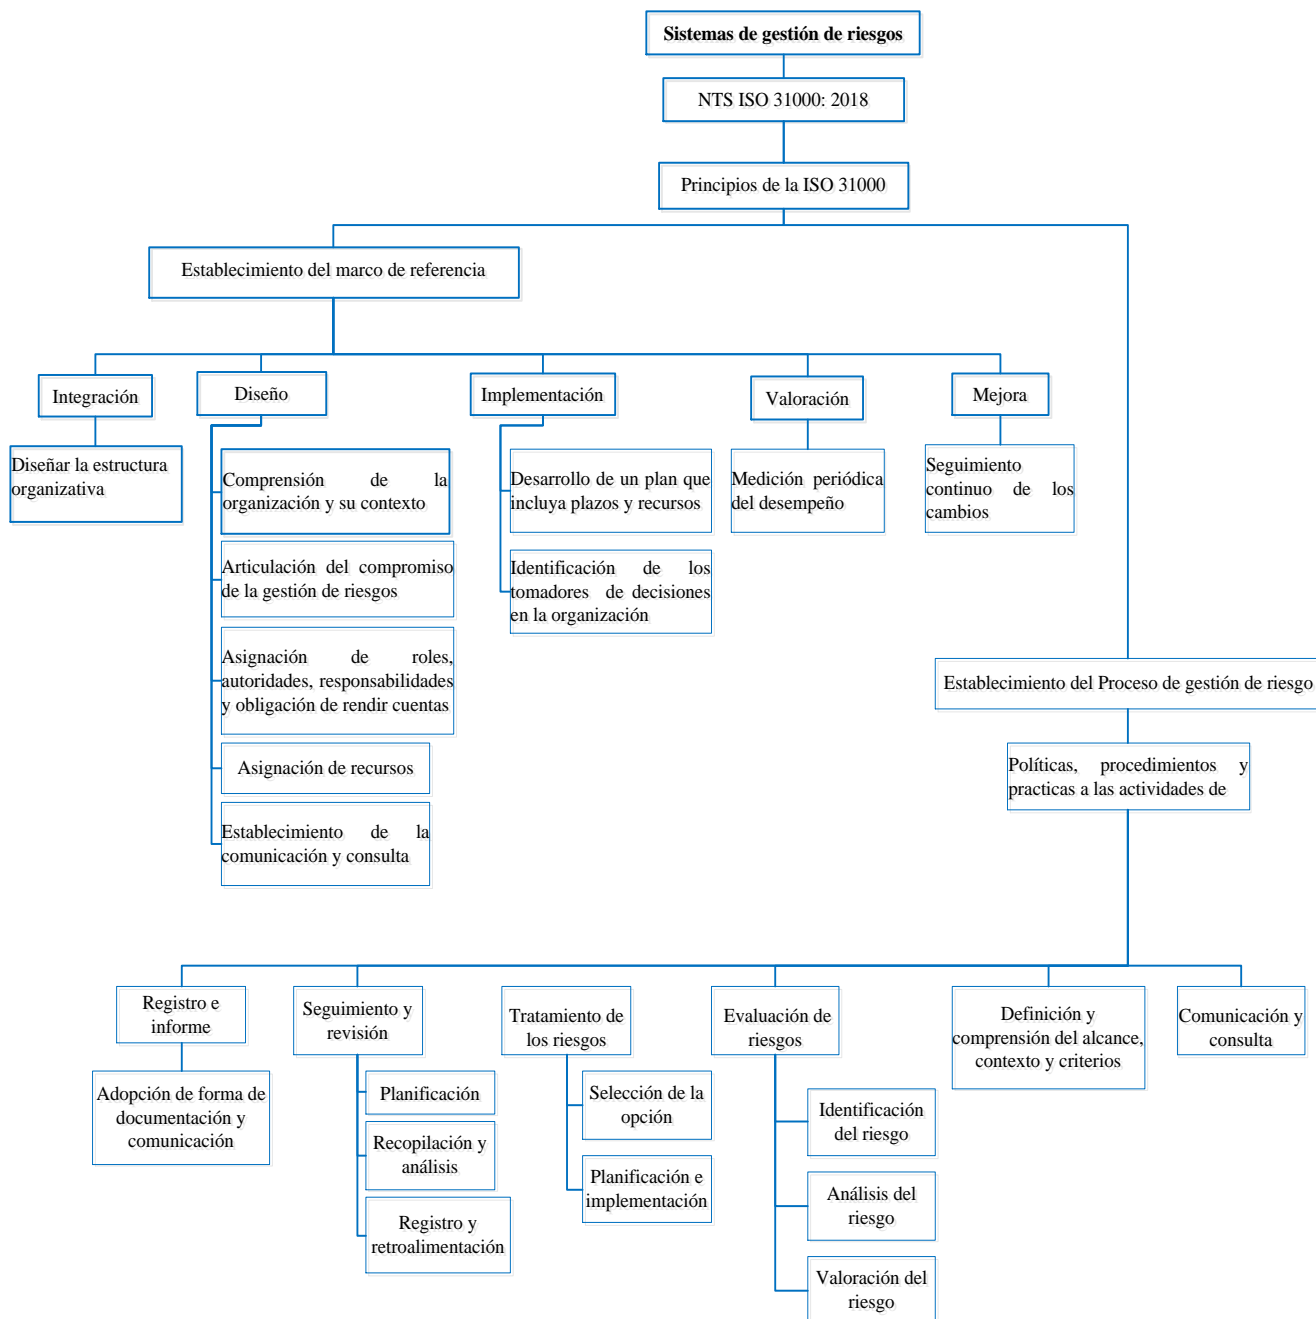 Sistemas de gestión de riesgos
NTS ISO 31000: 2018
Principios de la ISO 31000
Establecimiento del marco de referencia
Integración
Diseñar la estructura
organizativa
Diseño
Comprensión de la
organización y su contexto
Articulación del compromiso
de la gestión de riesgos
Asignación de roles,
autoridades, responsabilidades
y obligación de rendir cuentas
Asignación de recursos
Establecimiento de la
comunicación y consulta
Implementación
Desarrollo de un plan que
incluya plazos y recursos
Identificación de los
tomadores de decisiones
en la organización
Valoración
Medición periódica
del desempeño
Mejora
Seguimiento
continuo de los
cambios
Establecimiento del Proceso de gestión de riesgo
Políticas, procedimientos y
practicas a las actividades de
Registro e
informe
Adopción de forma de
documentación y
comunicación
Seguimiento y
revisión
Planificación
Recopilación y
análisis
Registro y
retroalimentación
Tratamiento de
los riesgos
Selección de la
opción
Planificación e
implementación
Evaluación de
riesgos
Identificación
del riesgo
Análisis del
riesgo
Valoración del
riesgo
Definición y
comprensión del alcance,
contexto y criterios
Comunicación y
consulta